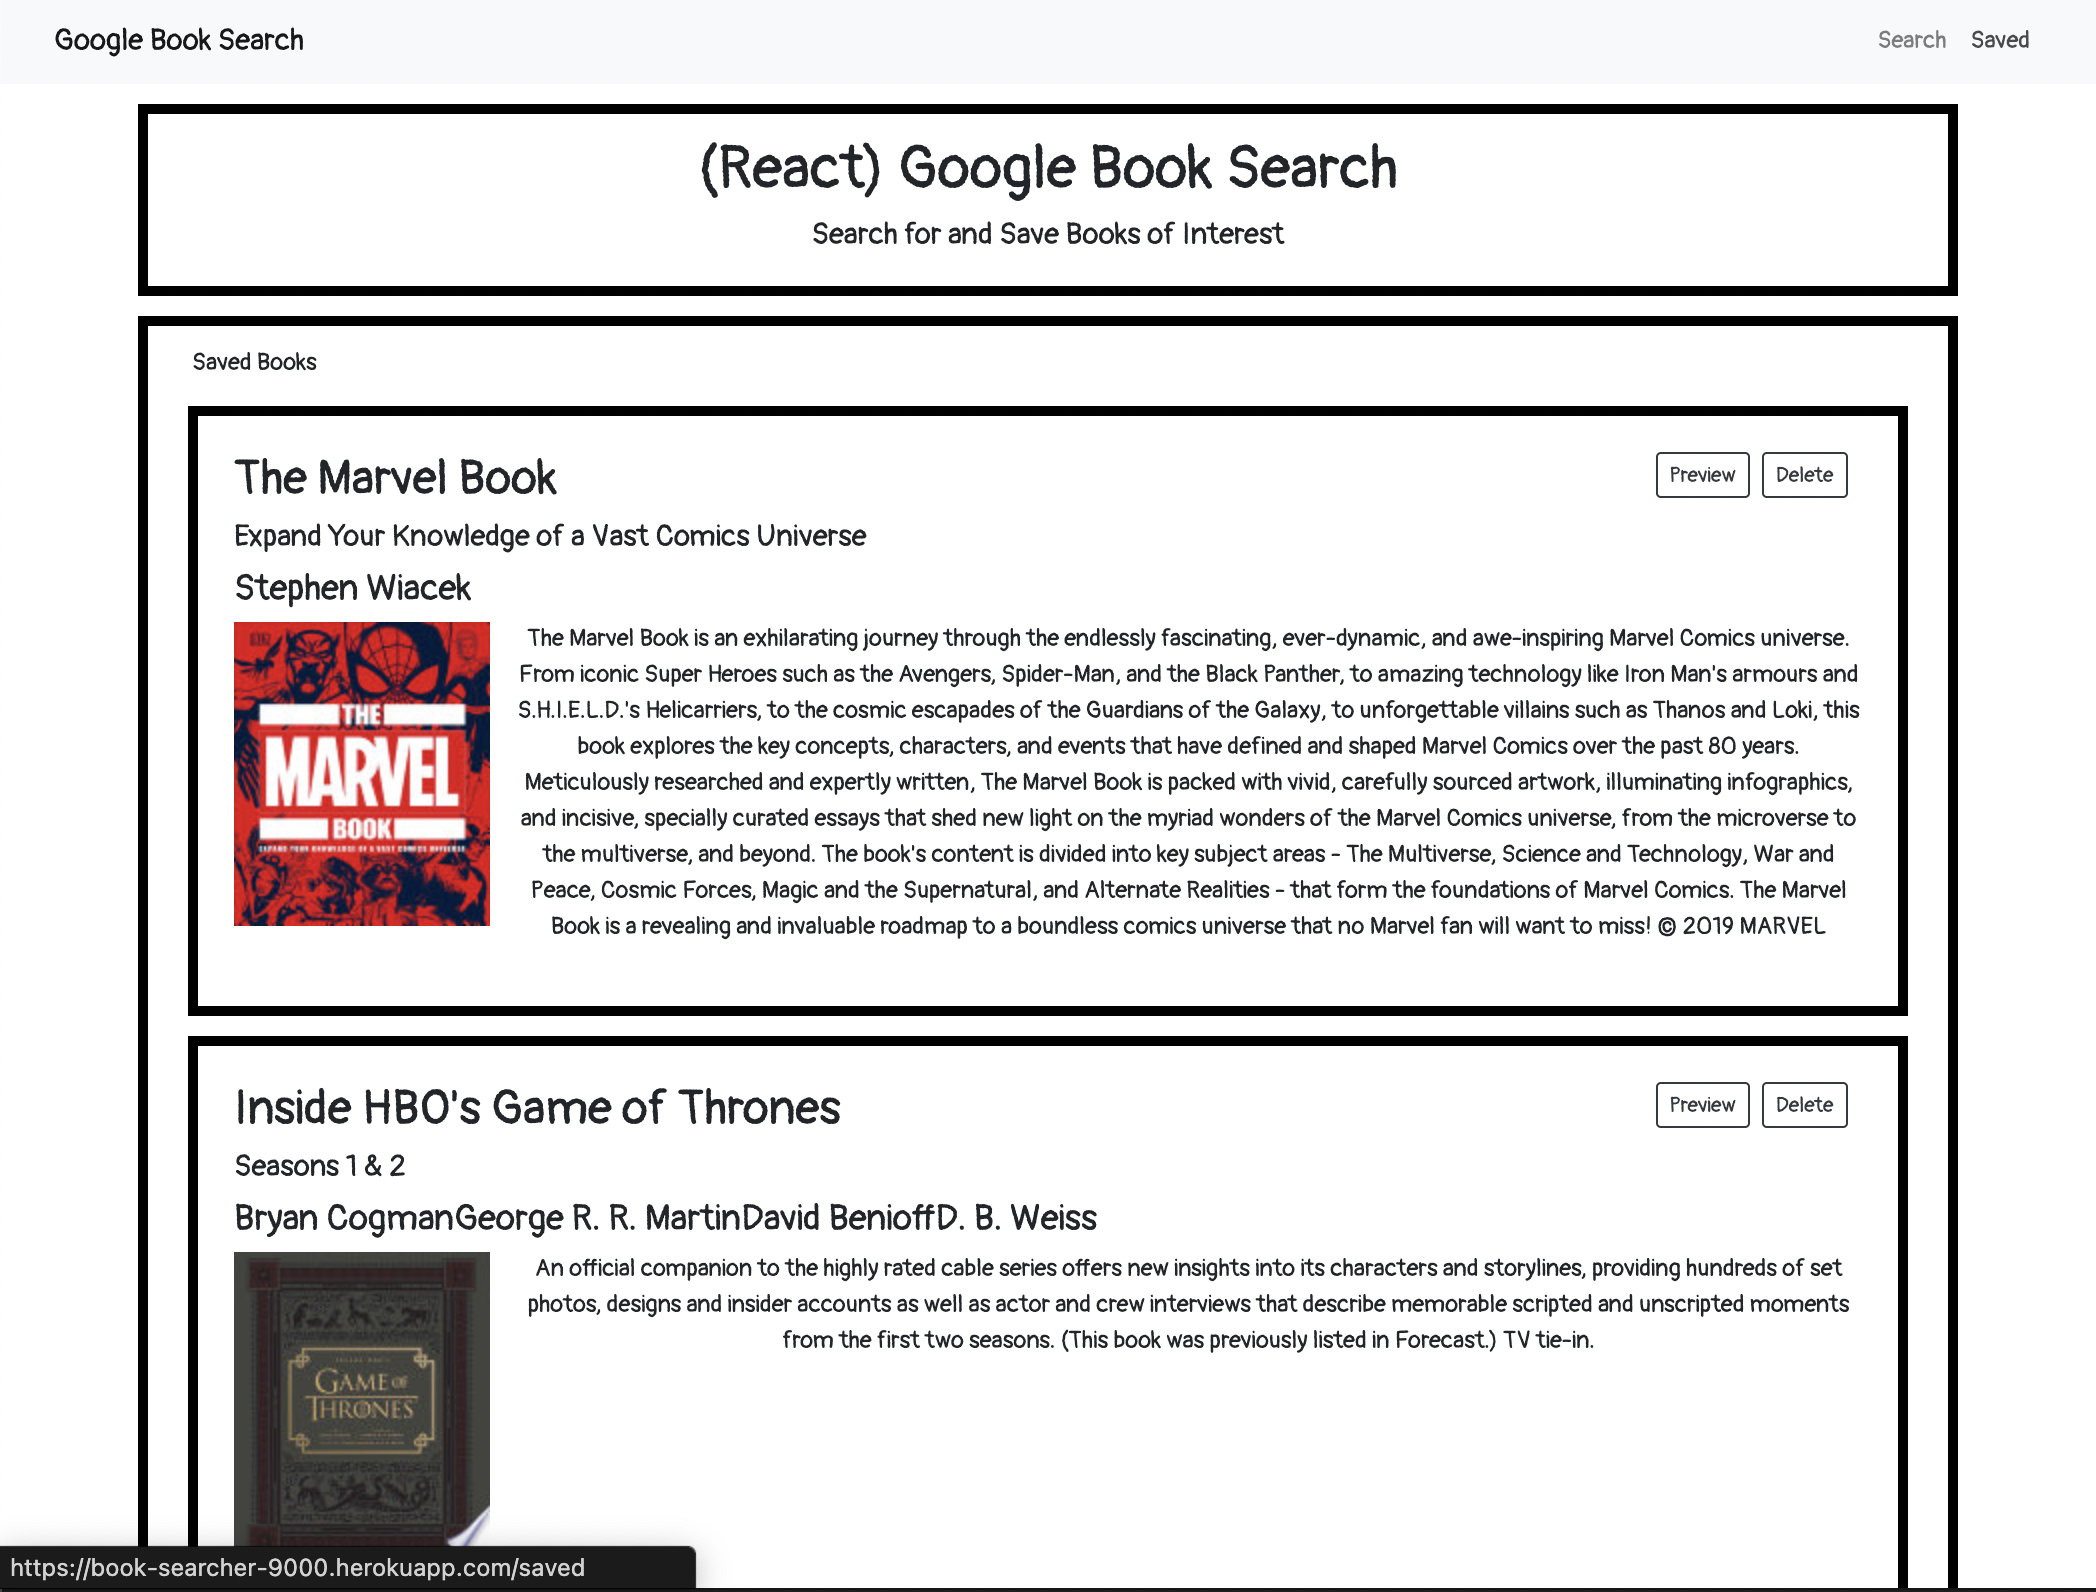 Google Book Search
Search
Saved
(React) Google Book Search
Search for and Save Books of Interest
Saved Books
The Marvel Book
Preview
Delete
Expand Your Knowledge of a Vast Comics Universe
Stephen Wiacek
THE
MARVEL
BOOK
EXPAND YOUR KNOWLEDGE OF A VAST COMICS UNIVERSE
The Marvel Book is an exhilarating journey through the endlessly fascinating, ever-dynamic, and awe-inspiring Marvel Comics universe.
From iconic Super Heroes such as the Avengers, Spider-Man, and the Black Panther, to amazing technology like Iron Man's armours and
S.H.I.E.L.D.'s Helicarriers, to the cosmic escapades of the Guardians of the Galaxy, to unforgettable villains such as Thanos and Loki, this
book explores the key concepts, characters, and events that have defined and shaped Marvel Comics over the past 80 years.
Meticulously researched and expertly written, The Marvel Book is packed with vivid, carefully sourced artwork, illuminating infographics,
and incisive, specially curated essays that shed new light on the myriad wonders of the Marvel Comics universe, from the microverse to
the multiverse, and beyond. The book's content is divided into key subject areas - The Multiverse, Science and Technology, War and
Peace, Cosmic Forces, Magic and the Supernatural, and Alternate Realities - that form the foundations of Marvel Comics. The Marvel
Book is a revealing and invaluable roadmap to a boundless comics universe that no Marvel fan will want to miss! © 2019 MARVEL
Inside HBO's Game of Thrones
Preview
Delete
Seasons 1 & 2
Bryan CogmanGeorge R. R. MartinDavid BenioffD. B. Weiss
GAME OF
THRONES
An official companion to the highly rated cable series offers new insights into its characters and storylines, providing hundreds of set
photos, designs and insider accounts as well as actor and crew interviews that describe memorable scripted and unscripted moments
from the first two seasons. (This book was previously listed in Forecast.) TV tie-in.
https://book-searcher-9000.herokuapp.com/saved